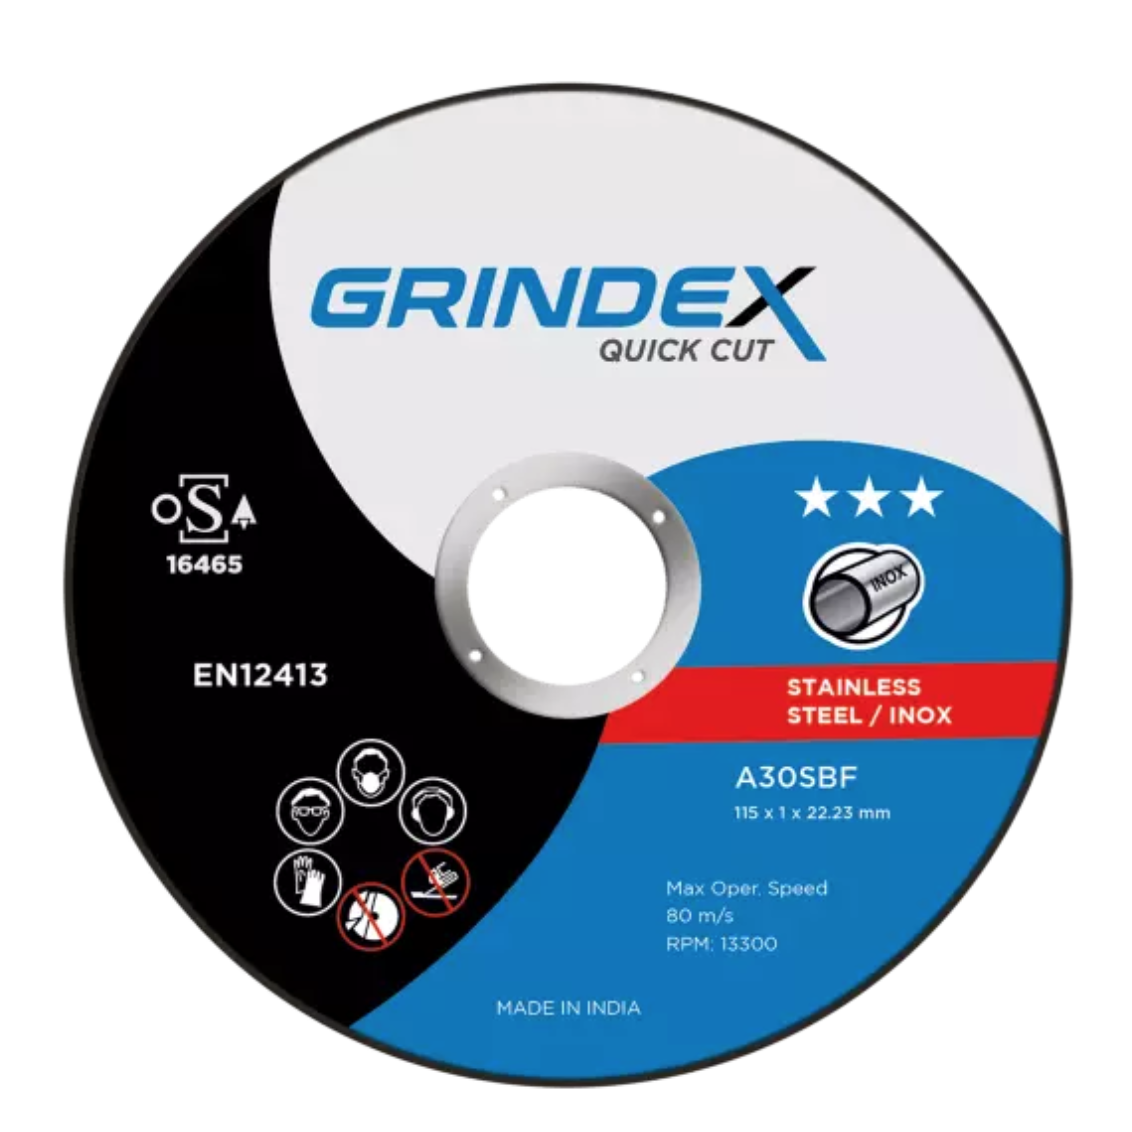 GRINDEX
QUICK CUT
oSA
16465
EN12413
INOX
STAINLESS
STEEL / INOX
A30SBF
115 x 1 x 22.23 mm
Max Oper. Speed
80 m/s
RPM: 13300
MADE IN INDIA